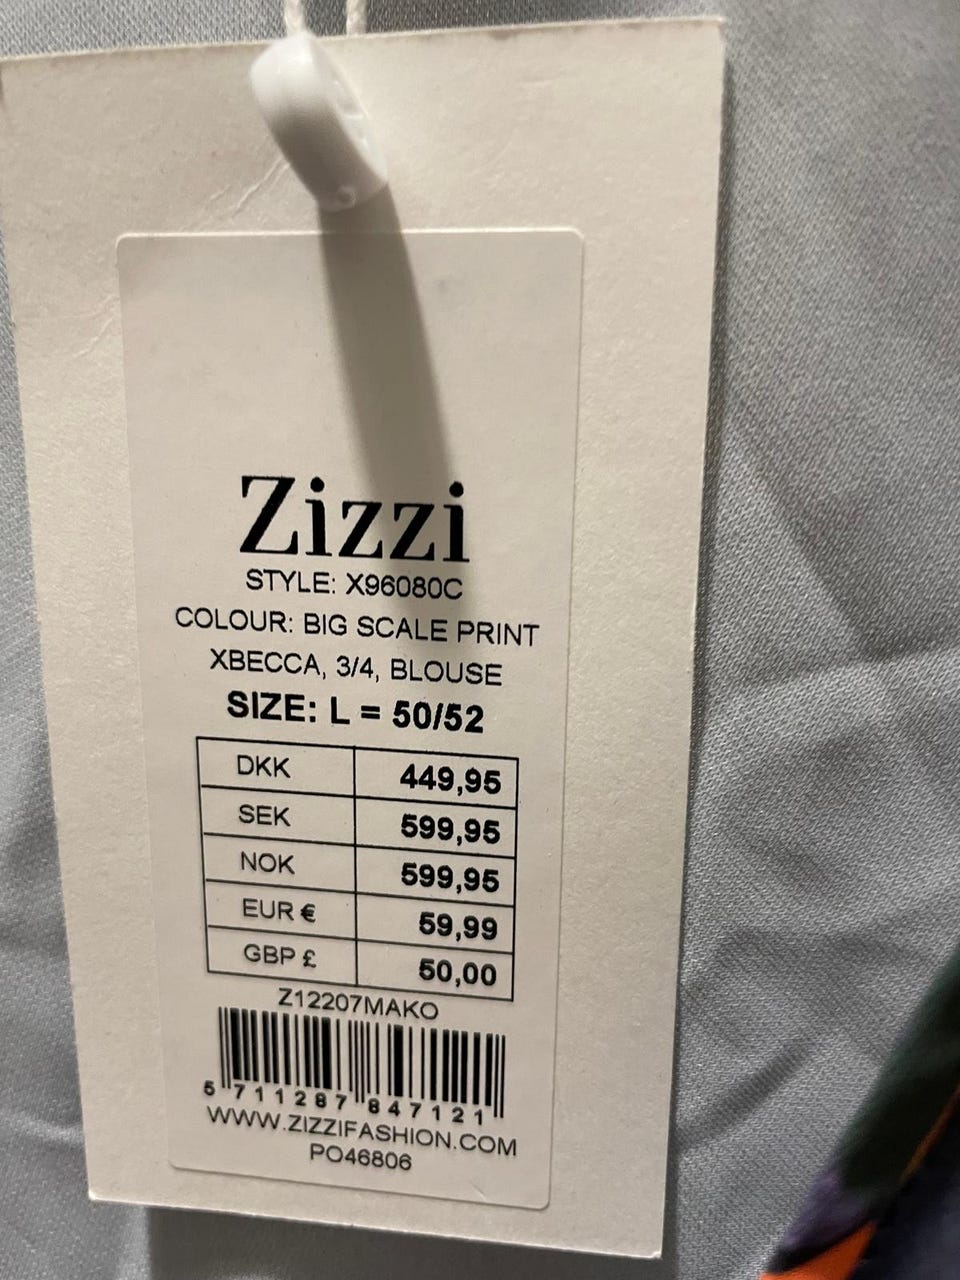 Zizzi
STYLE: X96080C
COLOUR: BIG SCALE PRINT
XBECCA, 3/4, BLOUSE
SIZE: L = 50/52
DKK 449,95
SEK 599,95
NOK 599,95
EUR € 59,99
GBP £ 50,00
Z12207MAKO
5 711287 847121
WWW.ZIZZIFASHION.COM
PO46806